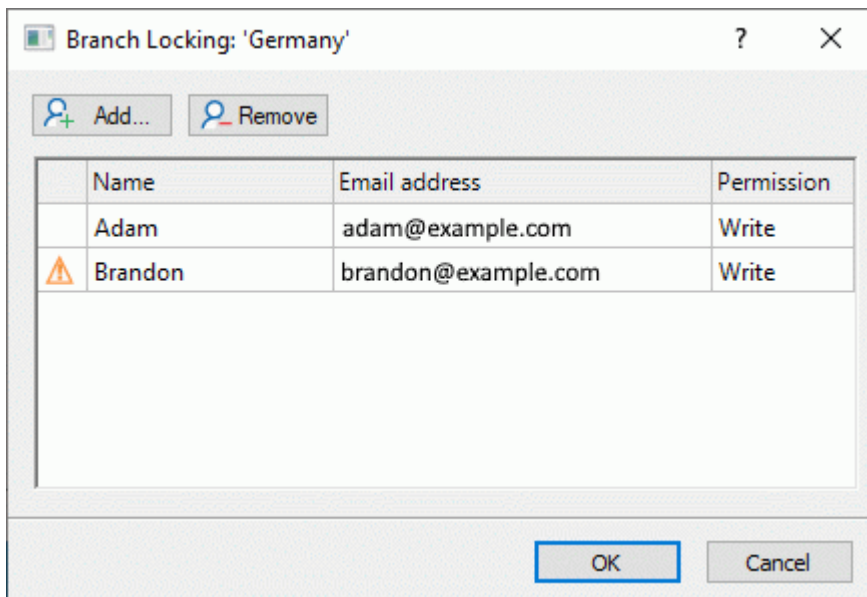 Branch Locking: 'Germany' ?
Add... Remove
Name Email address Permission
Adam adam@example.com Write
Brandon brandon@example.com Write
OK Cancel